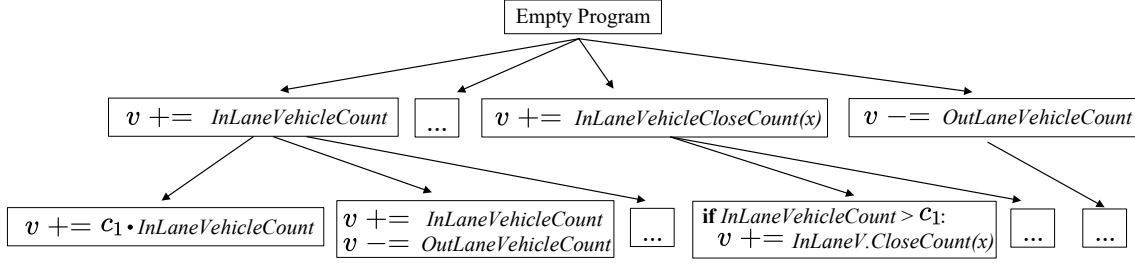 Empty Program
v += InLaneVehicleCount
...
v += InLaneVehicleCloseCount(x)
v −= OutLaneVehicleCount
v += c₁ • InLaneVehicleCount
v += InLaneVehicleCount
v −= OutLaneVehicleCount
...
if InLaneVehicleCount > c₁:
v += InLaneV.CloseCount(x)
...
...